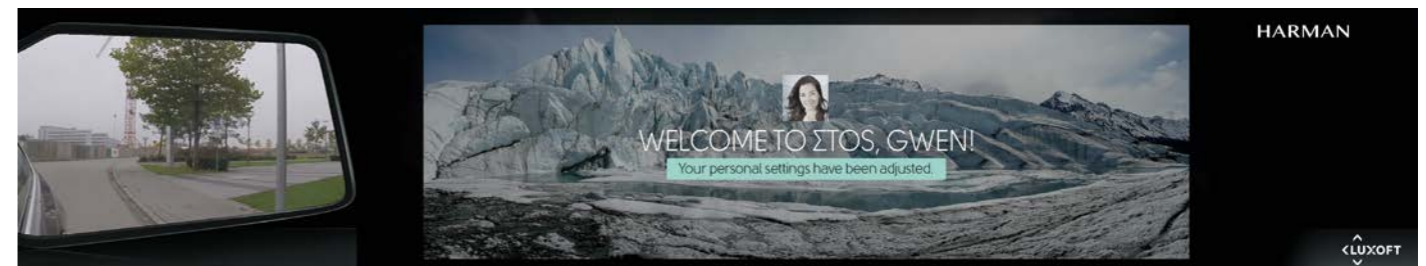 HARMAN
WELCOME TO ΣTOS, GWEN!
Your personal settings have been adjusted.
LUXOFT